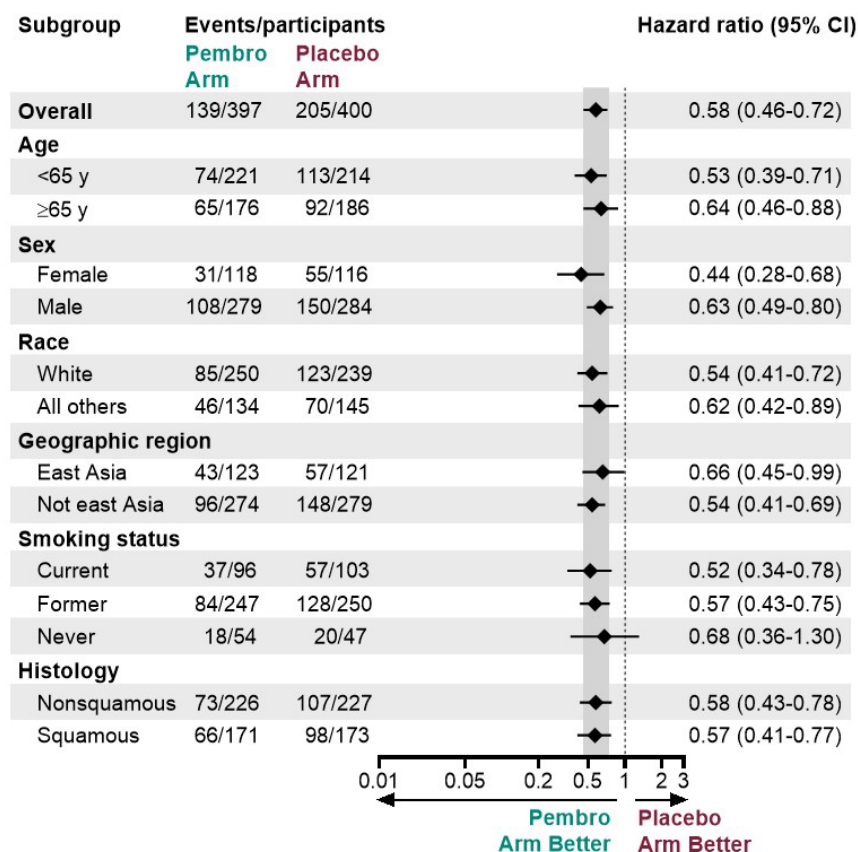 Subgroup Events/participants Hazard ratio (95% CI)
Pembro Placebo
Arm Arm
Overall 139/397 205/400 0.58 (0.46-0.72)
Age
<65 y 74/221 113/214 0.53 (0.39-0.71)
≥65 y 65/176 92/186 0.64 (0.46-0.88)
Sex
Female 31/118 55/116 0.44 (0.28-0.68)
Male 108/279 150/284 0.63 (0.49-0.80)
Race
White 85/250 123/239 0.54 (0.41-0.72)
All others 46/134 70/145 0.62 (0.42-0.89)
Geographic region
East Asia 43/123 57/121 0.66 (0.45-0.99)
Not east Asia 96/274 148/279 0.54 (0.41-0.69)
Smoking status
Current 37/96 57/103 0.52 (0.34-0.78)
Former 84/247 128/250 0.57 (0.43-0.75)
Never 18/54 20/47 0.68 (0.36-1.30)
Histology
Nonsquamous 73/226 107/227 0.58 (0.43-0.78)
Squamous 66/171 98/173 0.57 (0.41-0.77)
0.01 0.05 0.2 0.5 1 2 3
Pembro Placebo
Arm Better Arm Better